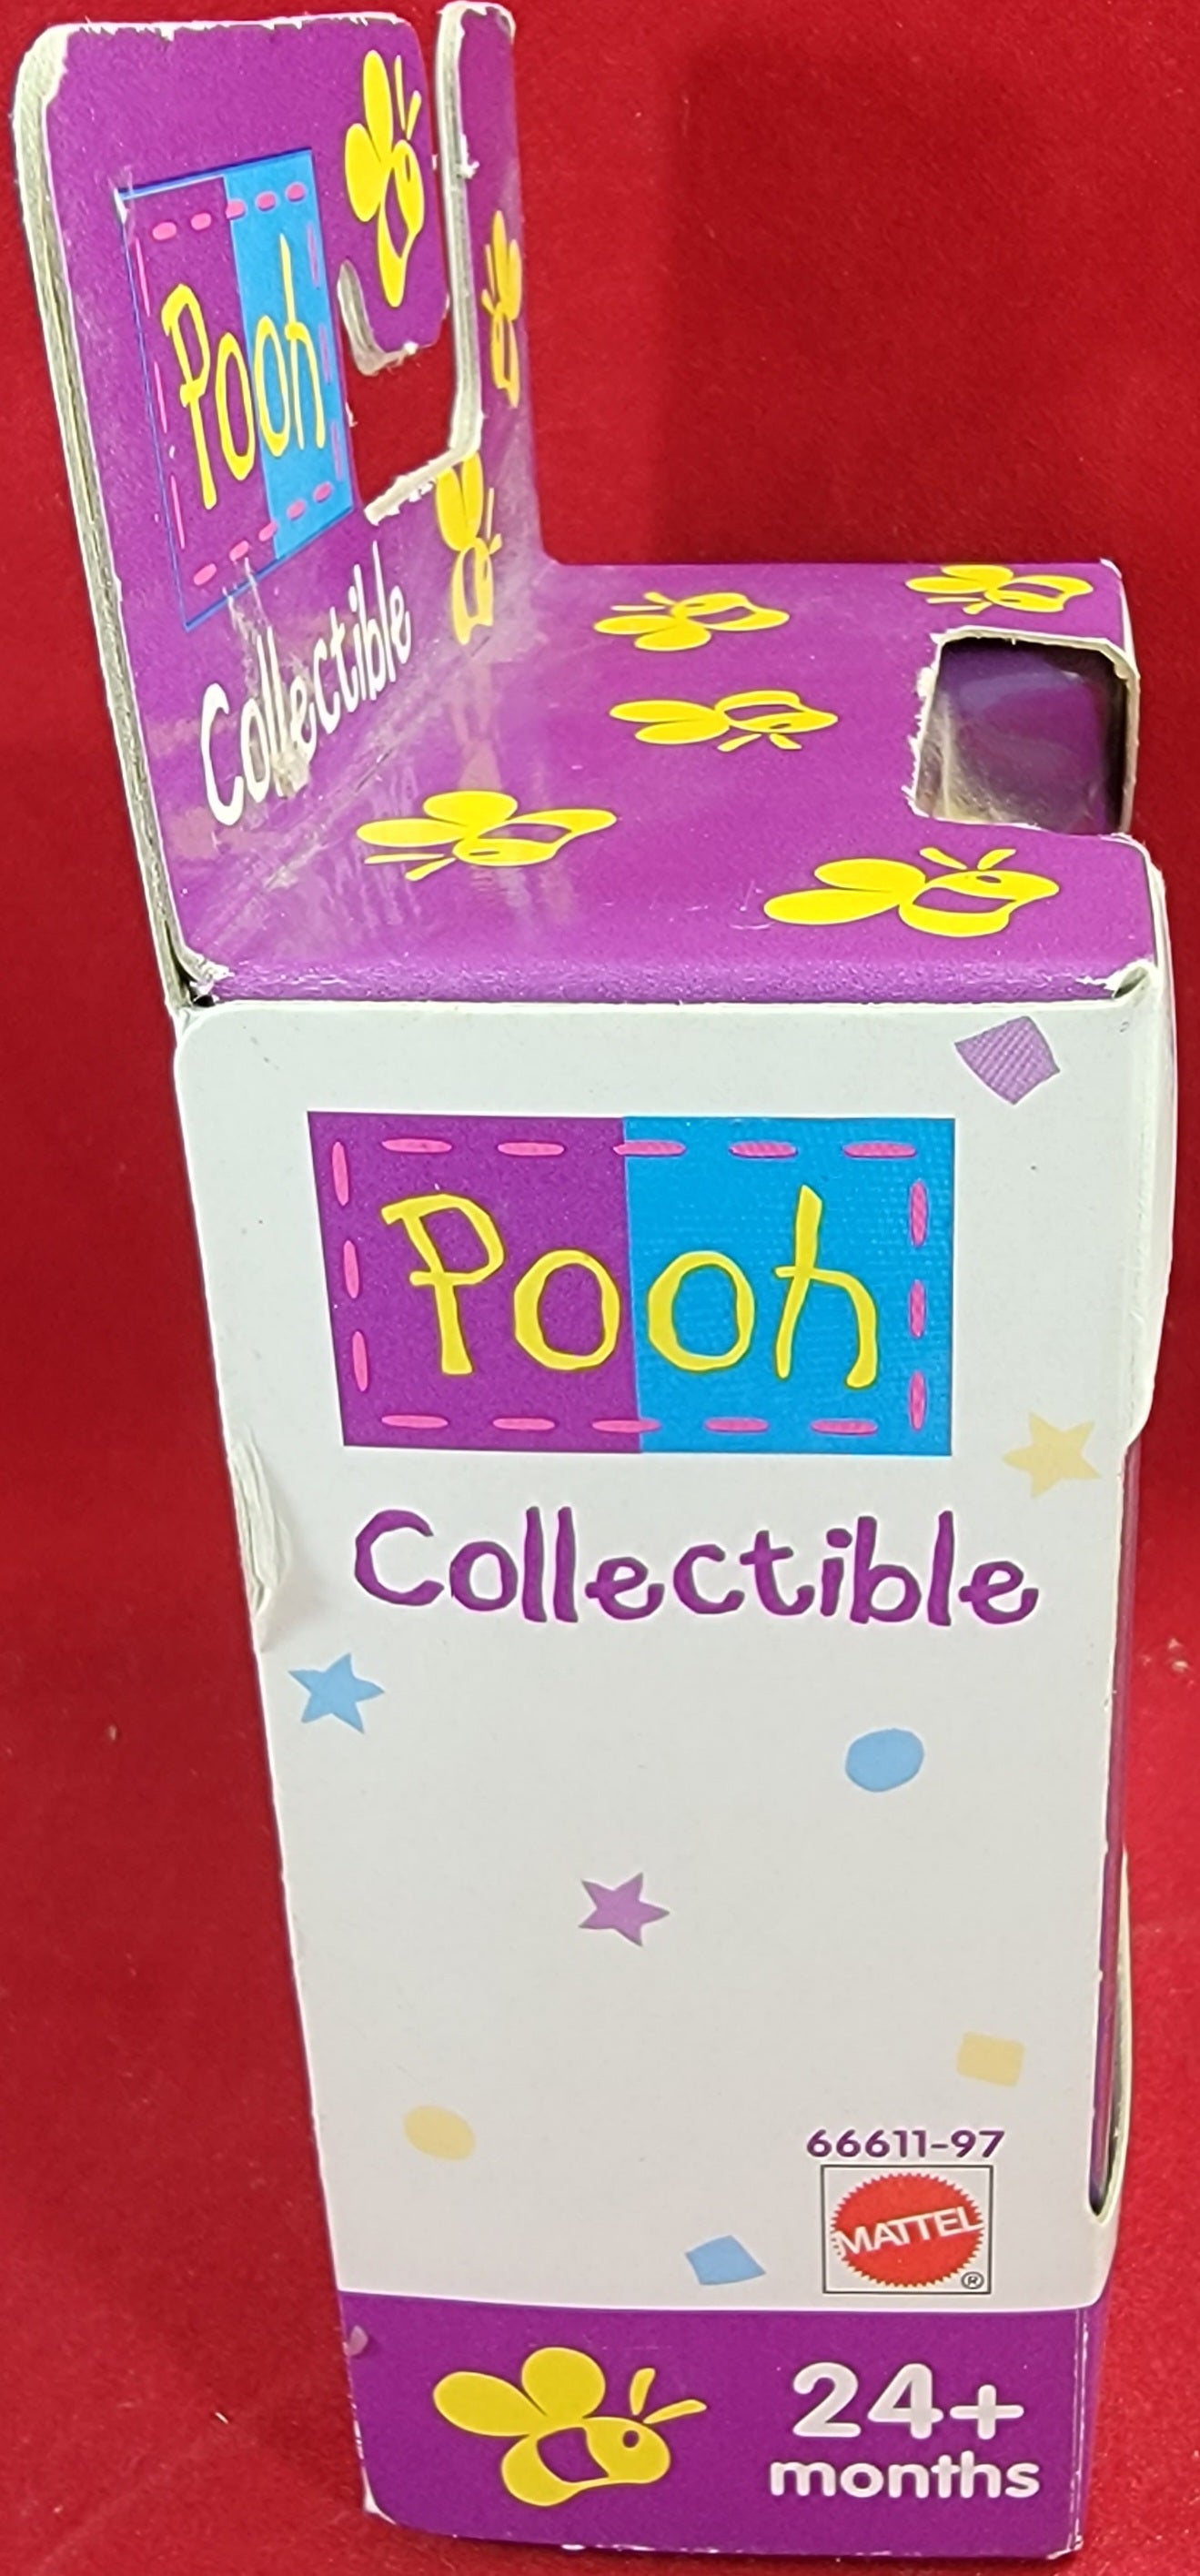 Pooh
Collectible
Pooh
Collectible
66611-97
MATTEL
®
24+
months